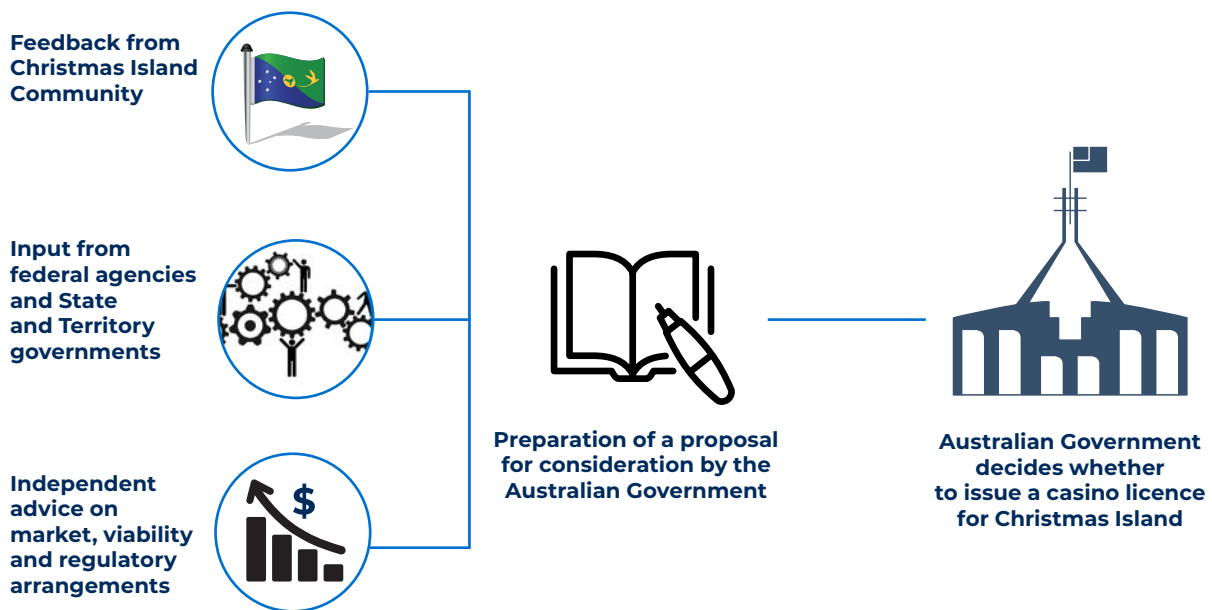 Feedback from
Christmas Island
Community
Input from
federal agencies
and State
and Territory
governments
Independent
advice on
market, viability
and regulatory
arrangements
$
Preparation of a proposal
for consideration by the
Australian Government
Australian Government
decides whether
to issue a casino licence
for Christmas Island